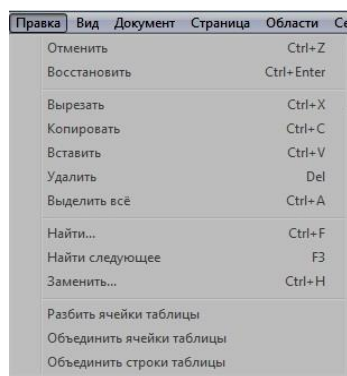 Правка Вид Документ Страница Области
Отменить Ctrl+Z
Восстановить Ctrl+Enter
Вырезать Ctrl+X
Копировать Ctrl+C
Вставить Ctrl+V
Удалить Del
Выделить всё Ctrl+A
Найти... Ctrl+F
Найти следующее F3
Заменить... Ctrl+H
Разбить ячейки таблицы
Объединить ячейки таблицы
Объединить строки таблицы